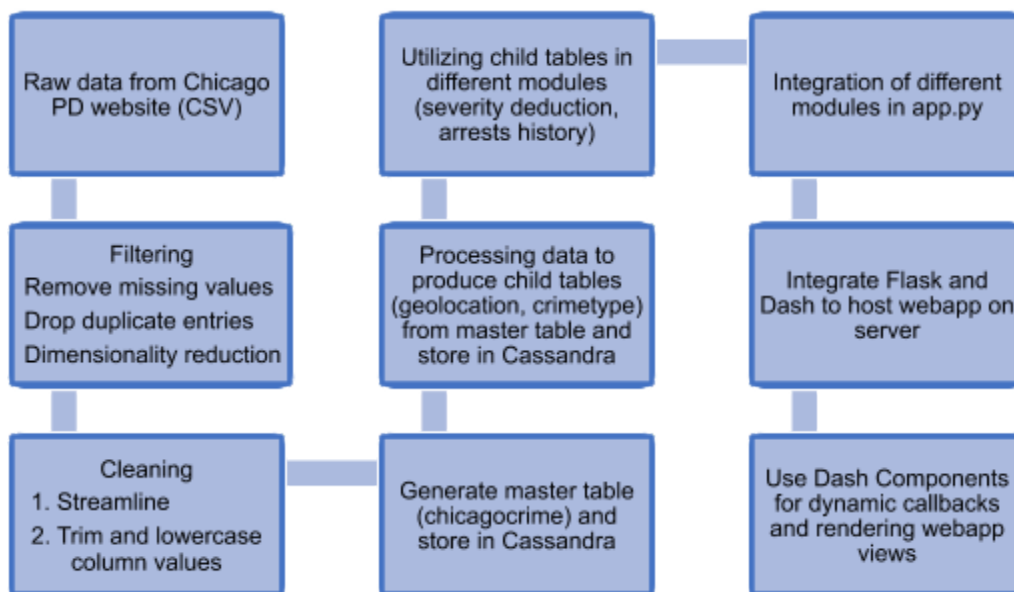 Raw data from Chicago
PD website (CSV)
Filtering
Remove missing values
Drop duplicate entries
Dimensionality reduction
Cleaning
1. Streamline
2. Trim and lowercase
column values
Generate master table
(chicagocrime) and
store in Cassandra
Processing data to
produce child tables
(geolocation, crimetype)
from master table and
store in Cassandra
Utilizing child tables in
different modules
(severity deduction,
arrests history)
Integration of different
modules in app.py
Integrate Flask and
Dash to host webapp on
server
Use Dash Components
for dynamic callbacks
and rendering webapp
views